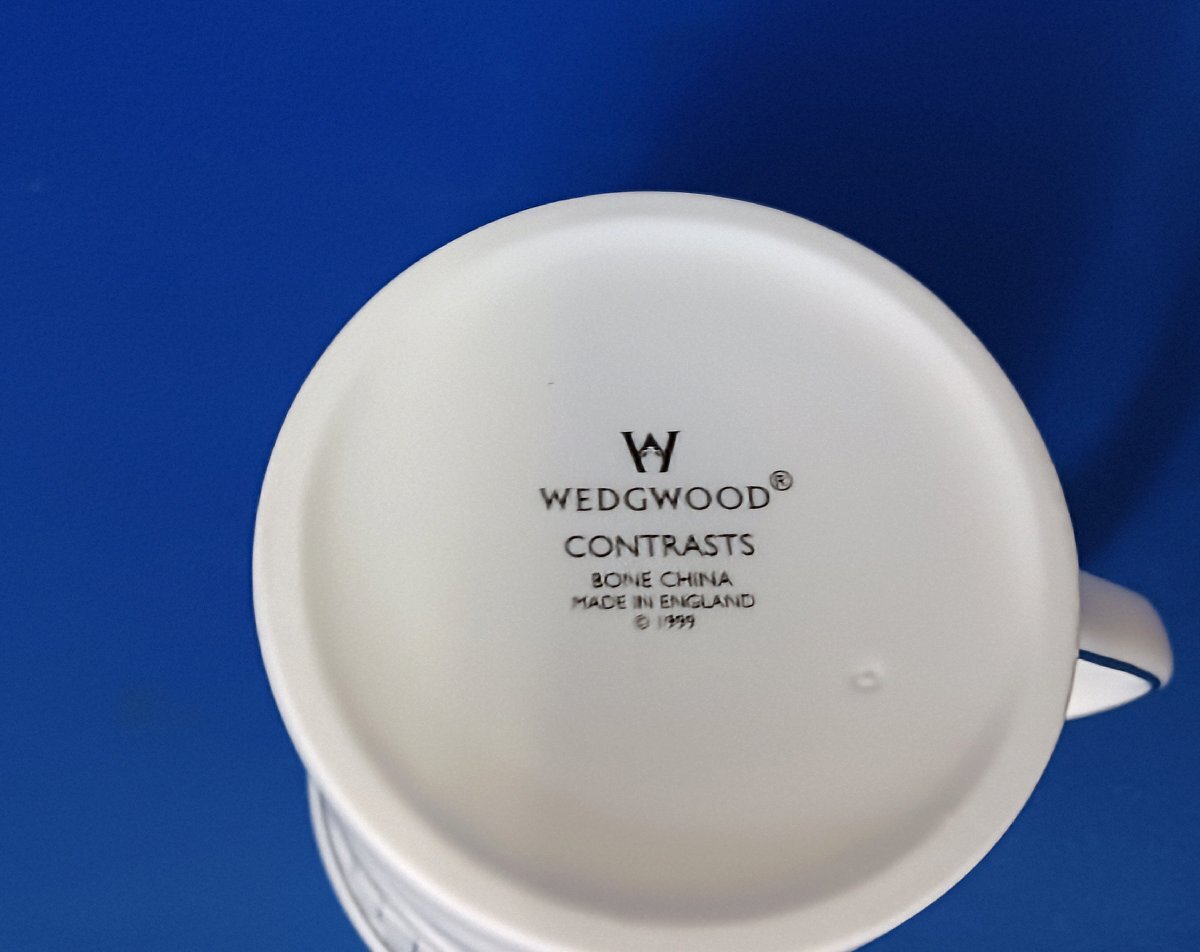 W
WEDGWOOD®
CONTRASTS
BONE CHINA
MADE IN ENGLAND
© 1999